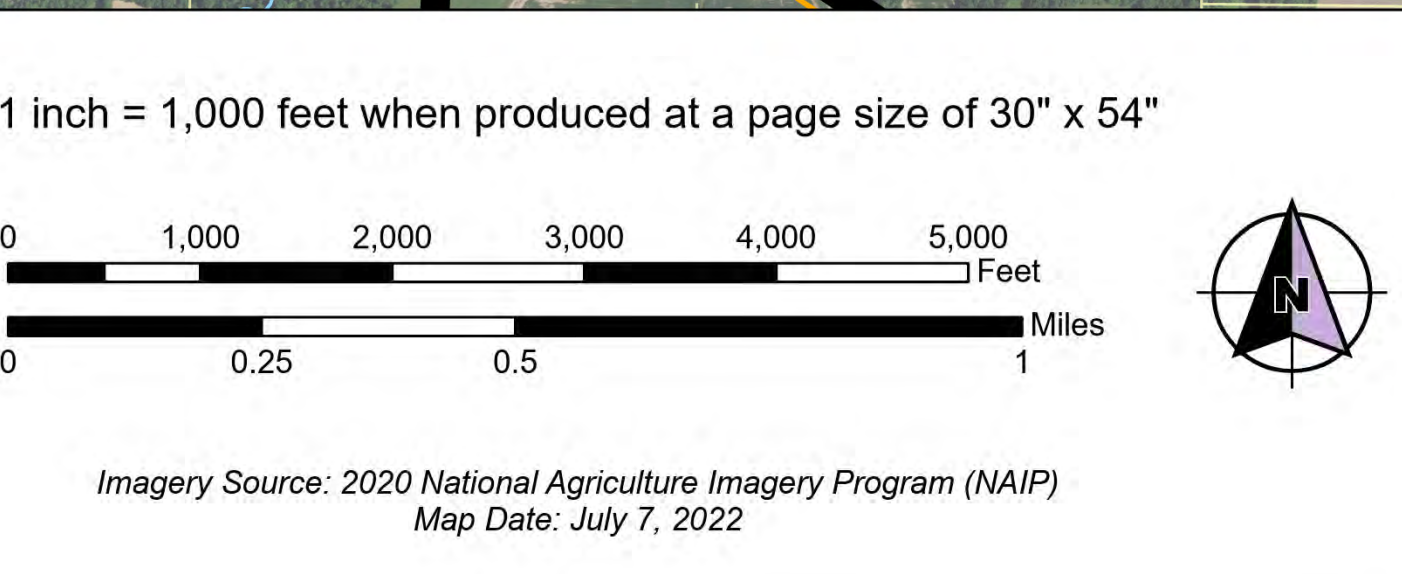 1 inch = 1,000 feet when produced at a page size of 30" x 54"
0 1,000 2,000 3,000 4,000 5,000
Feet
Miles
0 0.25 0.5 1
N
Imagery Source: 2020 National Agriculture Imagery Program (NAIP)
Map Date: July 7, 2022